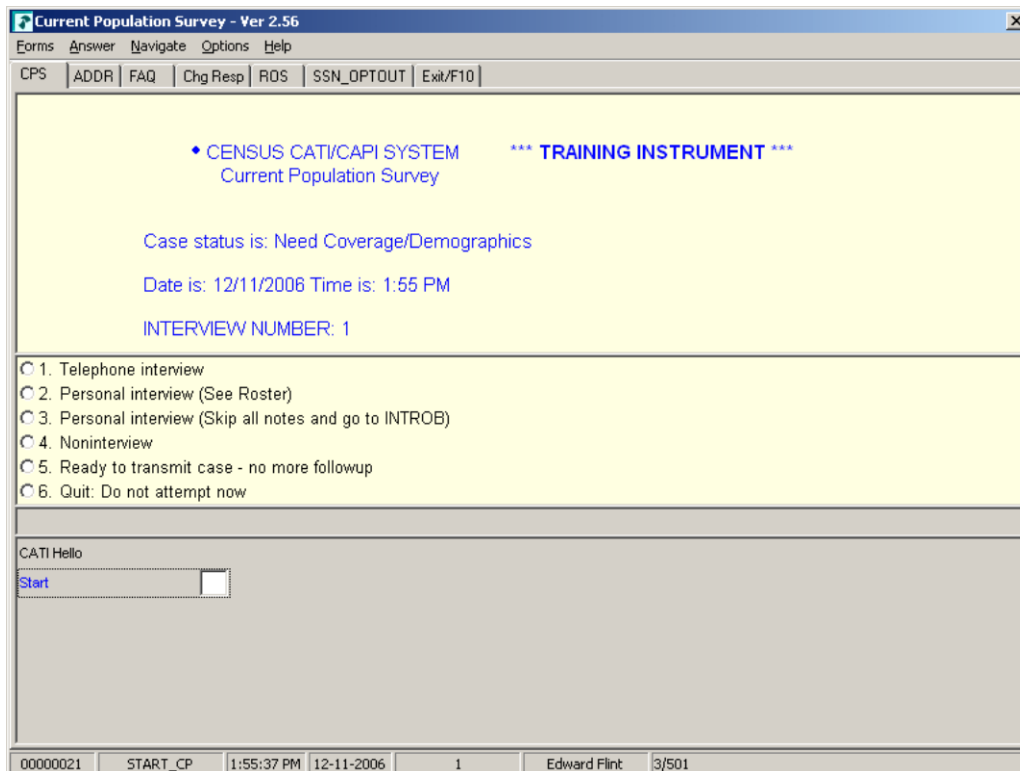 Current Population Survey - Ver 2.56
Forms Answer Navigate Options Help
CPS ADDR FAQ Chg Resp ROS SSN_OPTOUT Exit/F10
◆ CENSUS CATI/CAPI SYSTEM *** TRAINING INSTRUMENT ***
Current Population Survey
Case status is: Need Coverage/Demographics
Date is: 12/11/2006 Time is: 1:55 PM
INTERVIEW NUMBER: 1
1. Telephone interview
2. Personal interview (See Roster)
3. Personal interview (Skip all notes and go to INTROB)
4. Noninterview
5. Ready to transmit case - no more followup
6. Quit: Do not attempt now
CATI Hello
Start
00000021 START_CP 1:55:37 PM 12-11-2006 1 Edward Flint 3/501